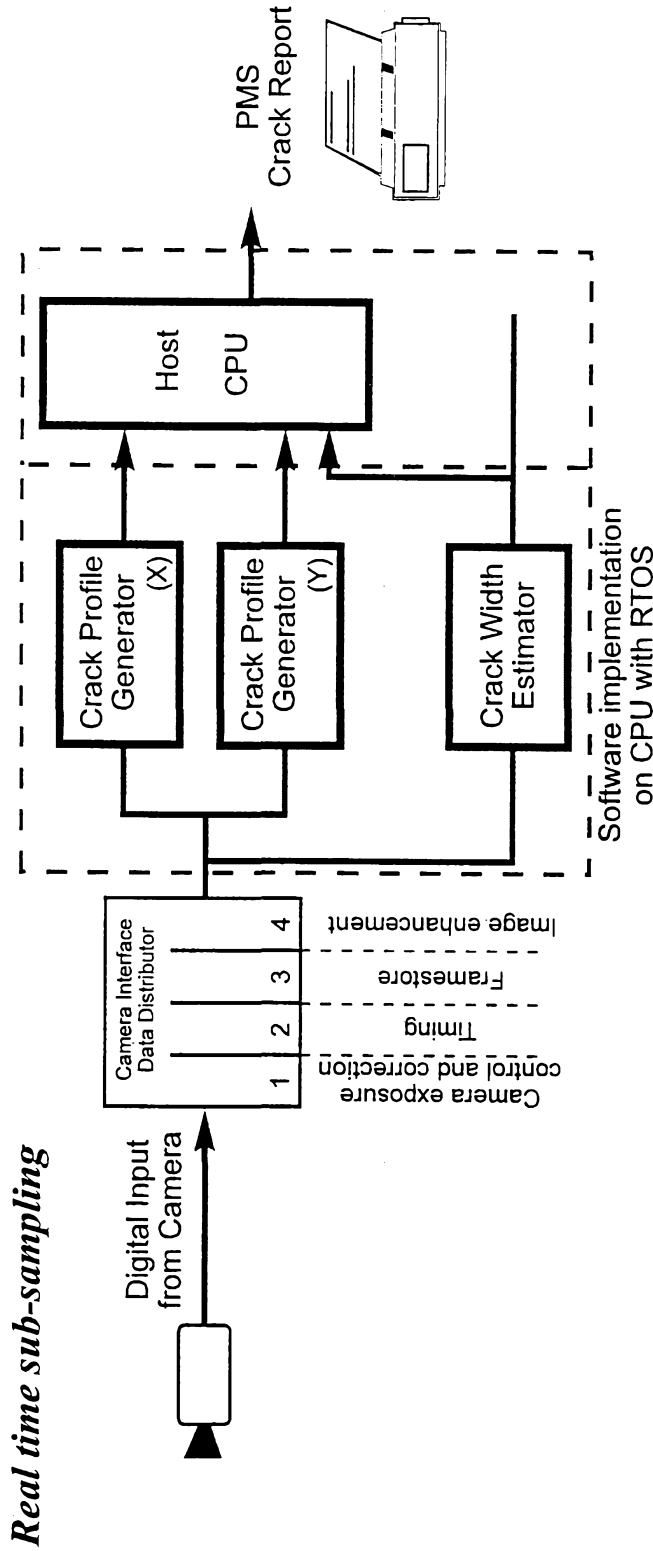 Real time sub-sampling
Digital Input
from Camera
Camera Interface
Data Distributor
1 2 3 4
Camera exposure
control and correction
Timing
Framestore
Image enhancement
Crack Profile
Generator
(X)
Crack Profile
Generator
(Y)
Crack Width
Estimator
Software implementation
on CPU with RTOS
Host
CPU
PMS
Crack Report